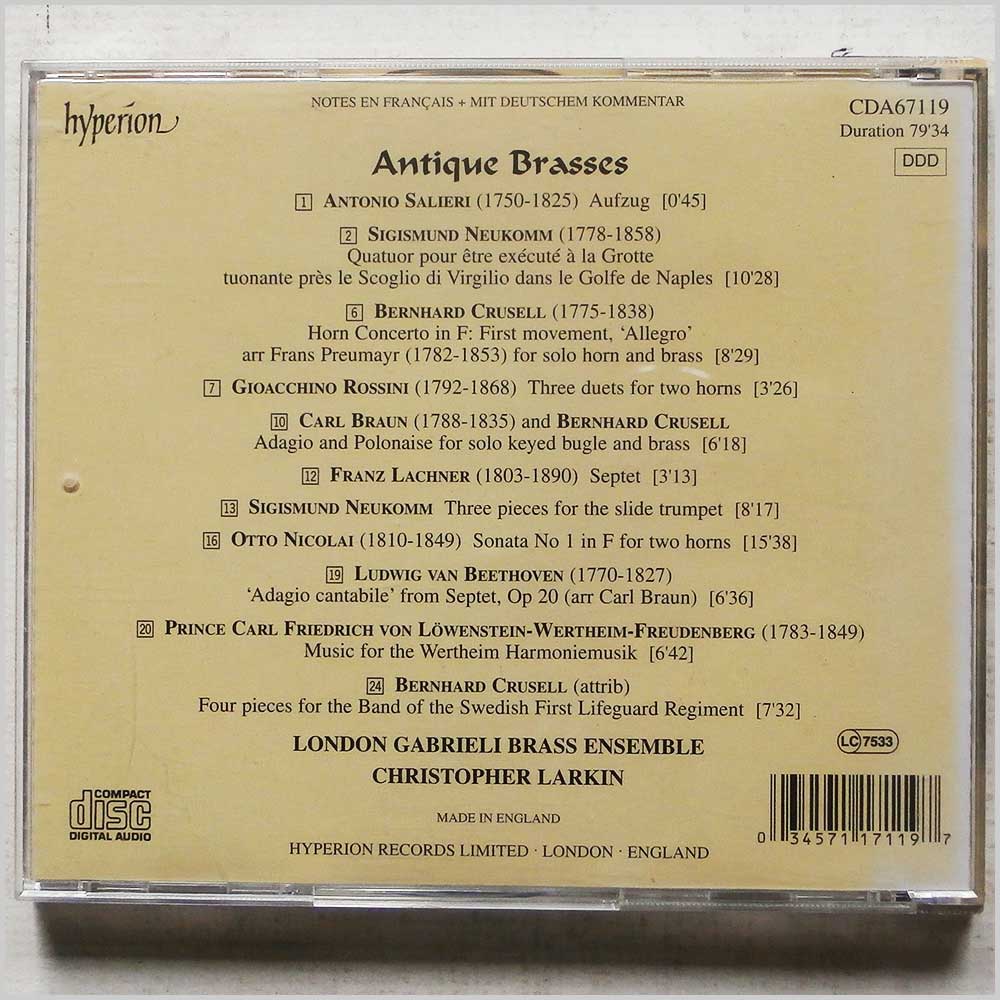 hyperion
NOTES EN FRANÇAIS + MIT DEUTSCHEM KOMMENTAR
CDA67119
Duration 79'34
DDD
Antique Brasses
1 ANTONIO SALIERI (1750-1825) Aufzug [0'45]
2 SIGISMUND NEUKOMM (1778-1858)
Quatuor pour être exécuté à la Grotte
tuonante près le Scoglio di Virgilio dans le Golfe de Naples [10'28]
6 BERNHARD CRUSELL (1775-1838)
Horn Concerto in F: First movement, ‘Allegro’
arr Frans Preumayr (1782-1853) for solo horn and brass [8'29]
7 GIOACCHINO ROSSINI (1792-1868) Three duets for two horns [3'26]
10 CARL BRAUN (1788-1835) and BERNHARD CRUSELL
Adagio and Polonaise for solo keyed bugle and brass [6'18]
12 FRANZ LACHNER (1803-1890) Septet [3'13]
13 SIGISMUND NEUKOMM Three pieces for the slide trumpet [8'17]
16 OTTO NICOLAI (1810-1849) Sonata No 1 in F for two horns [15'38]
19 LUDWIG VAN BEETHOVEN (1770-1827)
‘Adagio cantabile’ from Septet, Op 20 (arr Carl Braun) [6'36]
20 PRINCE CARL FRIEDRICH VON LÖWENSTEIN-WERTHEIM-FREUDENBERG (1783-1849)
Music for the Wertheim Harmoniemusik [6'42]
24 BERNHARD CRUSELL (attrib)
Four pieces for the Band of the Swedish First Lifeguard Regiment [7'32]
LONDON GABRIELI BRASS ENSEMBLE
LC 7533
CHRISTOPHER LARKIN
COMPACT
disc
DIGITAL AUDIO
MADE IN ENGLAND
HYPERION RECORDS LIMITED · LONDON · ENGLAND
0 34571 17119 7